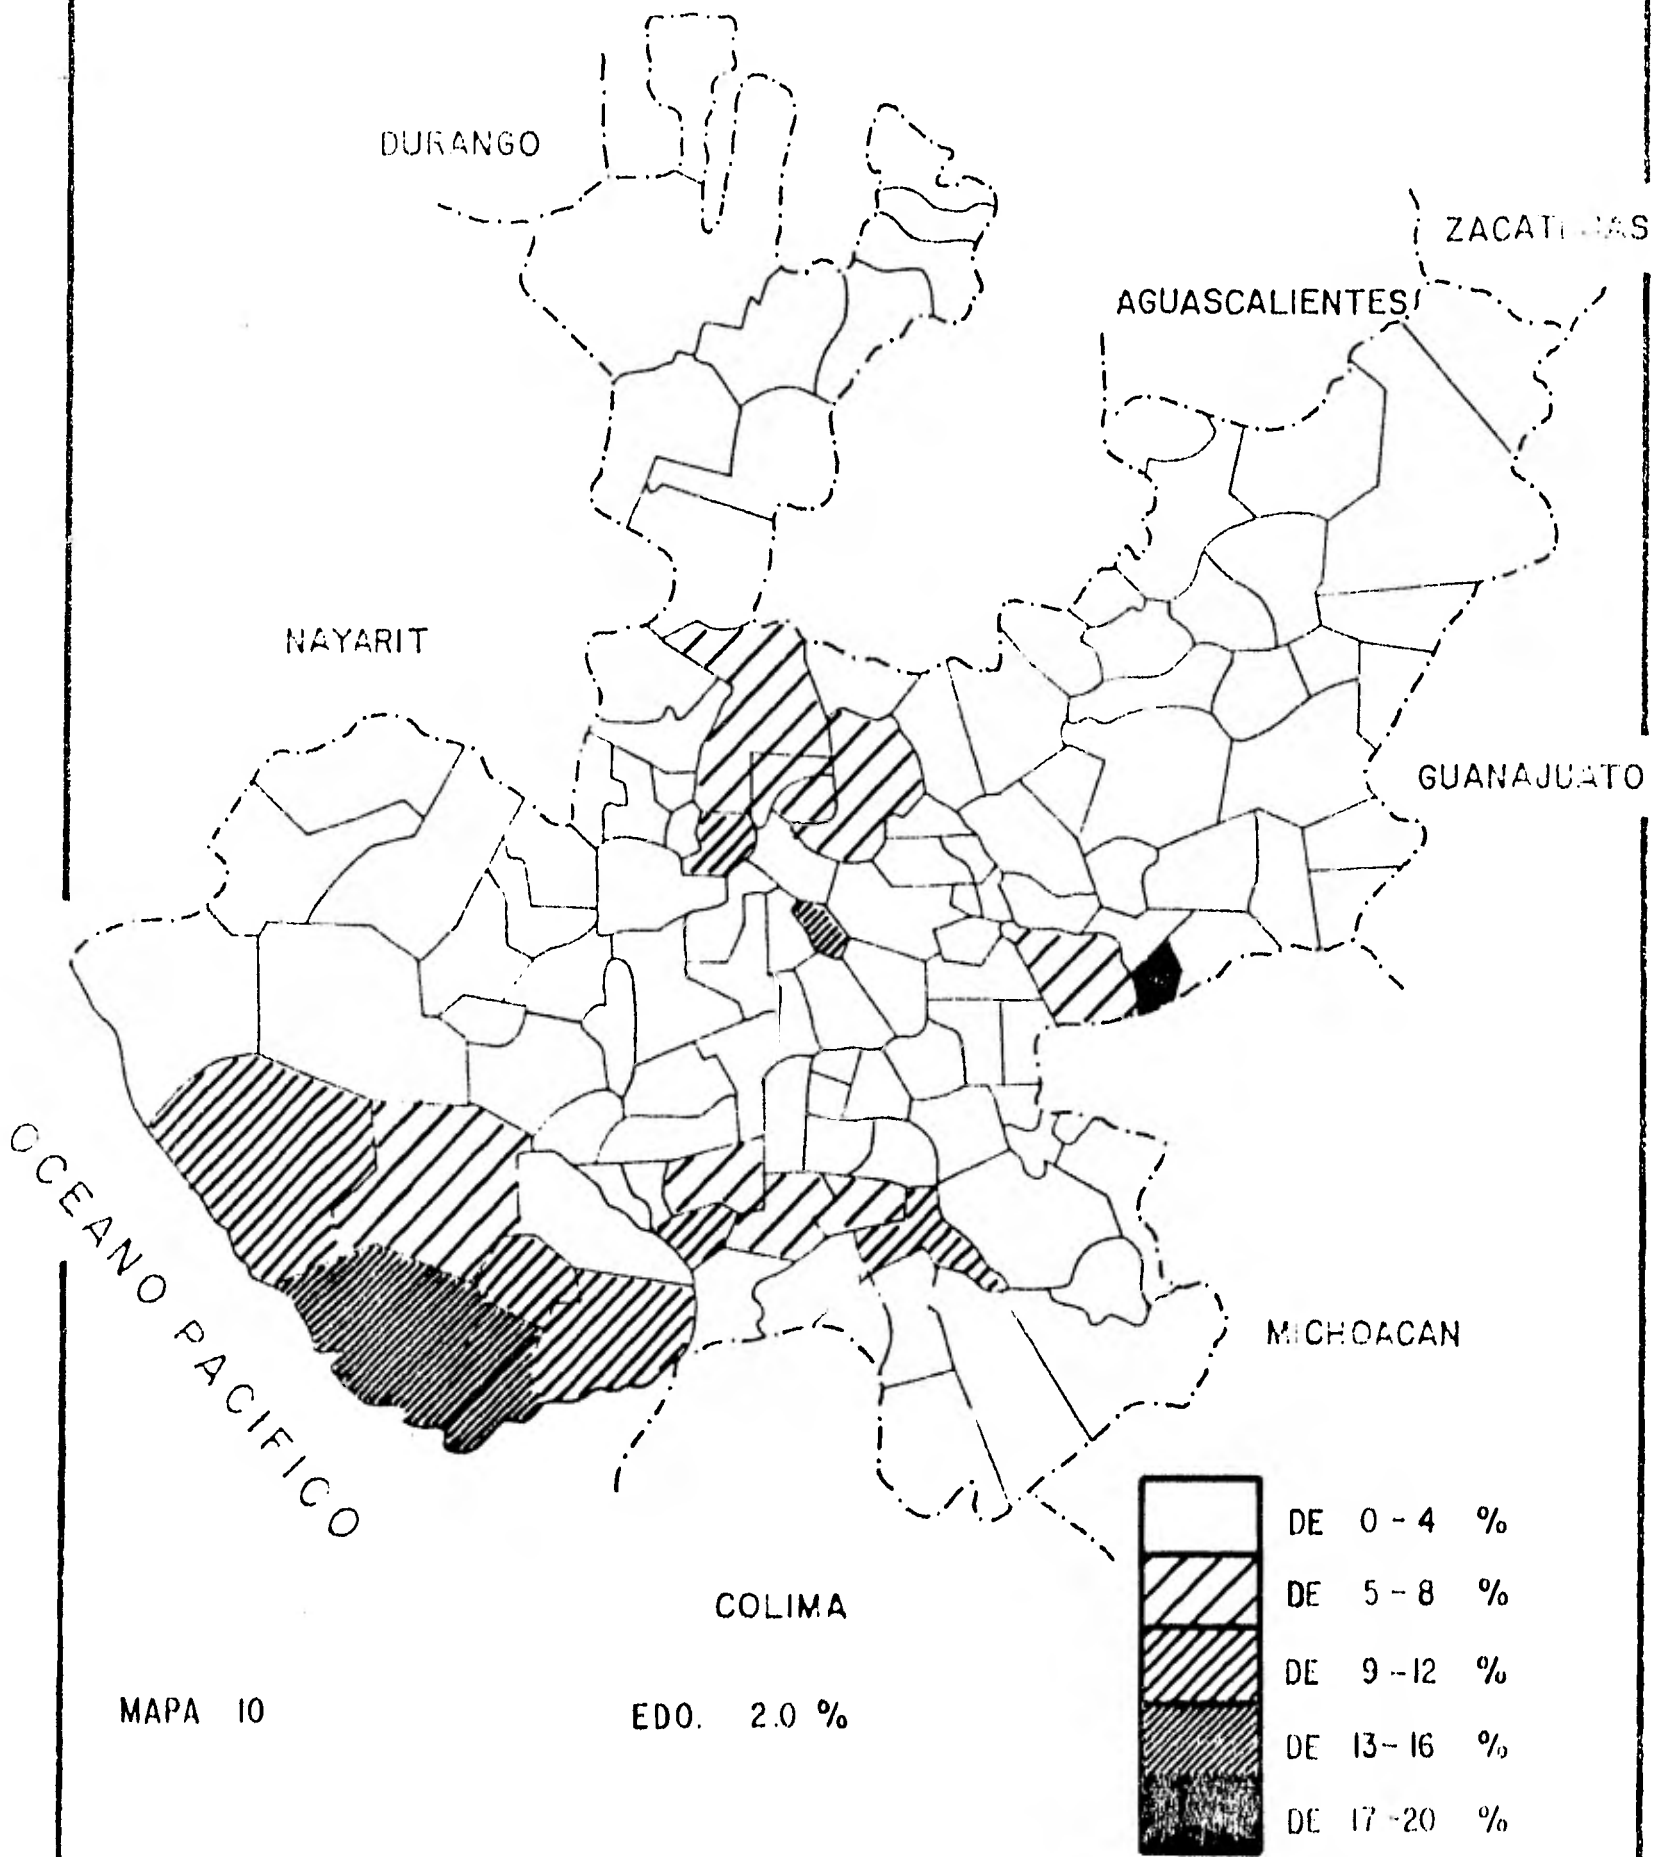 DURANGO
ZACATECAS
AGUASCALIENTES
NAYARIT
GUANAJUATO
OCEANO PACIFICO
MICHOACAN
DE 0-4 %
DE 5-8 %
COLIMA
DE 9-12 %
MAPA 10
EDO. 2.0 %
DE 13-16 %
DE 17-20 %